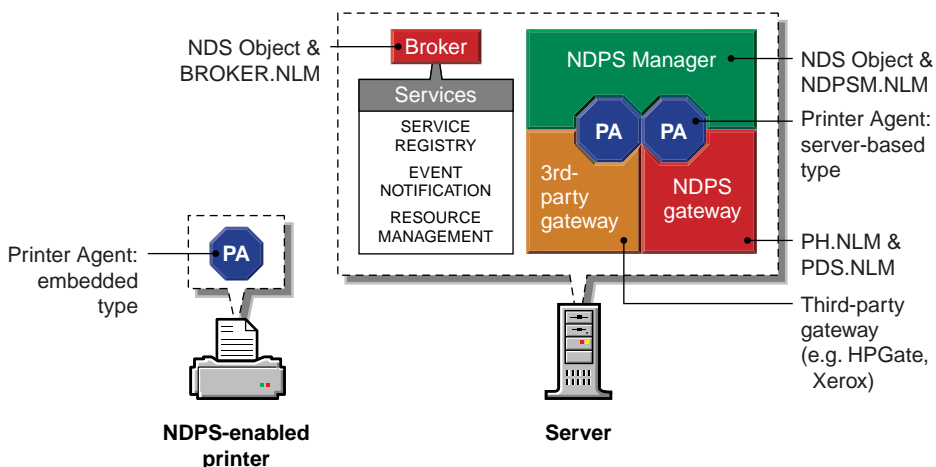 NDS Object &
BROKER.NLM
Broker
Services
SERVICE
REGISTRY
EVENT
NOTIFICATION
RESOURCE
MANAGEMENT
NDPS Manager
PA
PA
3rd-
party
gateway
NDPS
gateway
NDS Object &
NDPSM.NLM
Printer Agent:
server-based
type
PH.NLM &
PDS.NLM
Third-party
gateway
(e.g. HPGate,
Xerox)
Printer Agent:
embedded
type
PA
NDPS-enabled
printer
Server